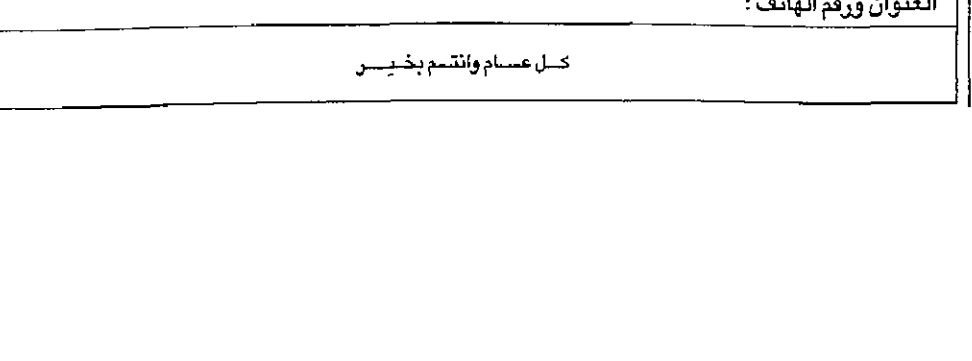 العنوان ورقم الهاتف :
كل عام وانتم بخير